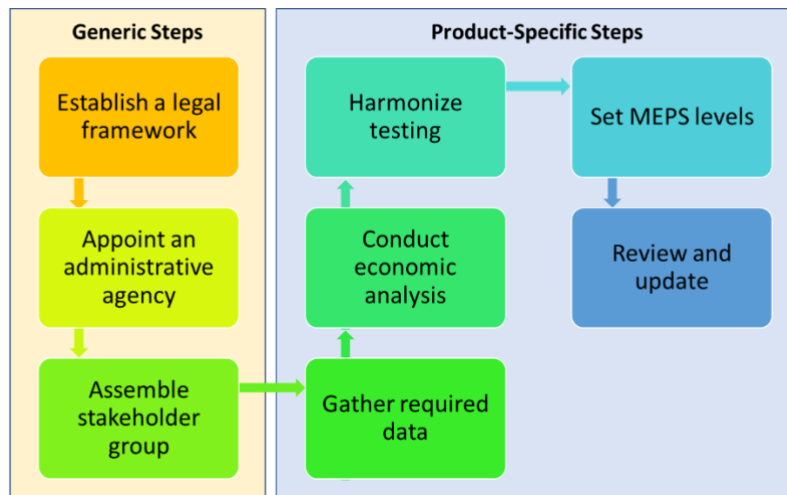 Generic Steps
Establish a legal
framework
Appoint an
administrative
agency
Assemble
stakeholder
group
Product-Specific Steps
Gather required
data
Conduct
economic
analysis
Harmonize
testing
Set MEPS levels
Review and
update